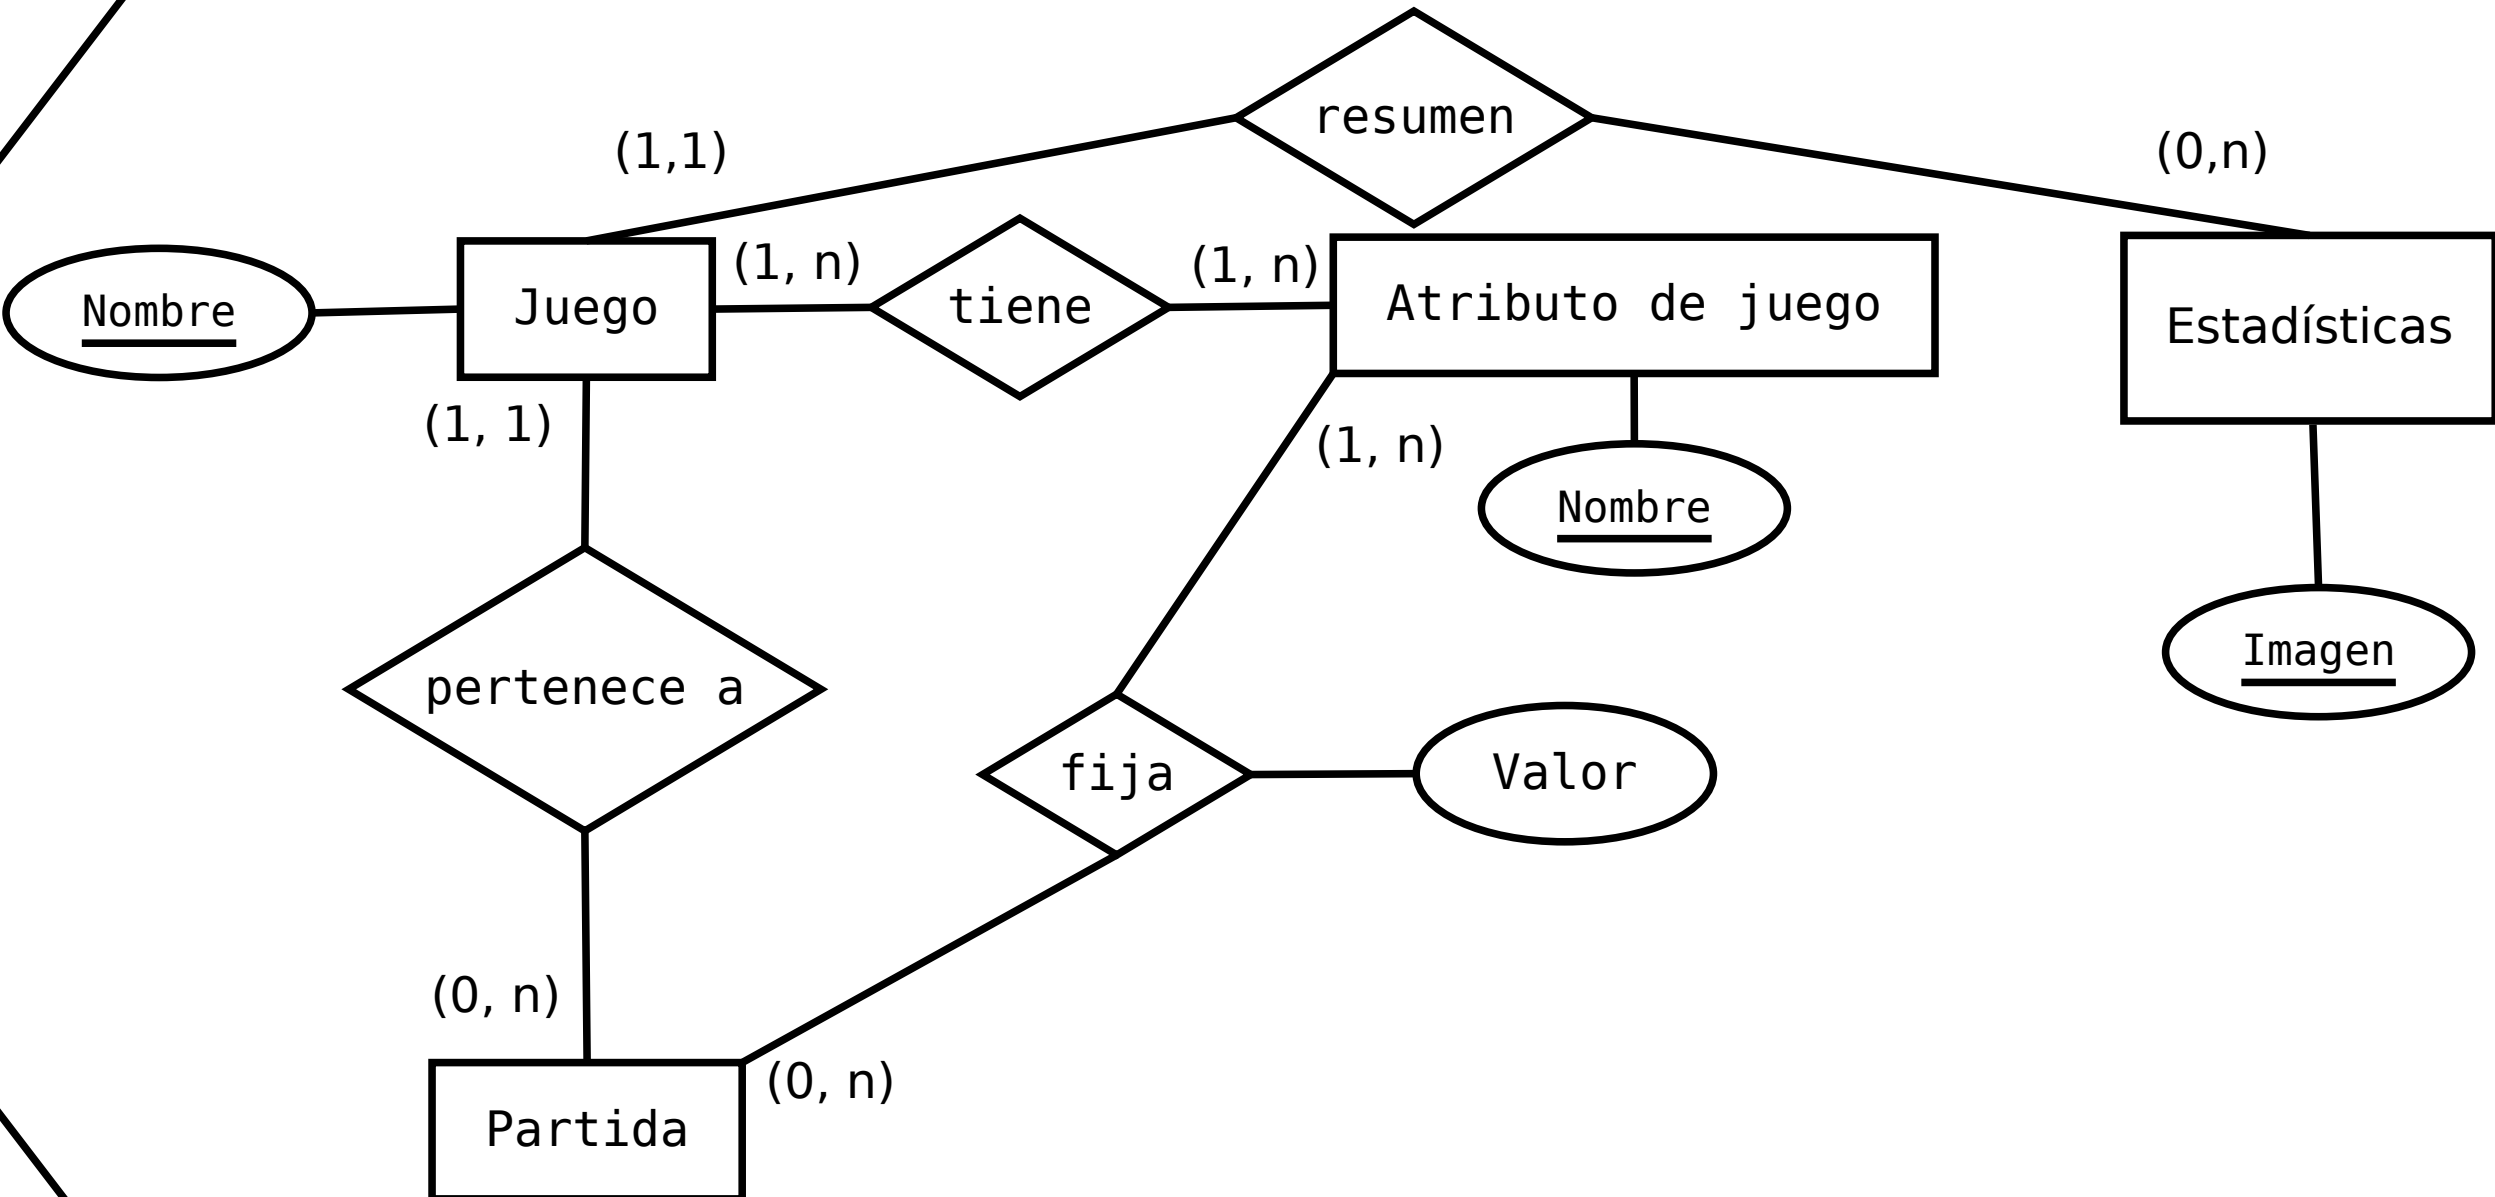 resumen
(1,1)
(0,n)
(1, n)
(1, n)
Nombre
Juego
tiene
Atributo de juego
Estadísticas
(1, 1)
(1, n)
Nombre
Imagen
pertenece a
fija
Valor
(0, n)
(0, n)
Partida